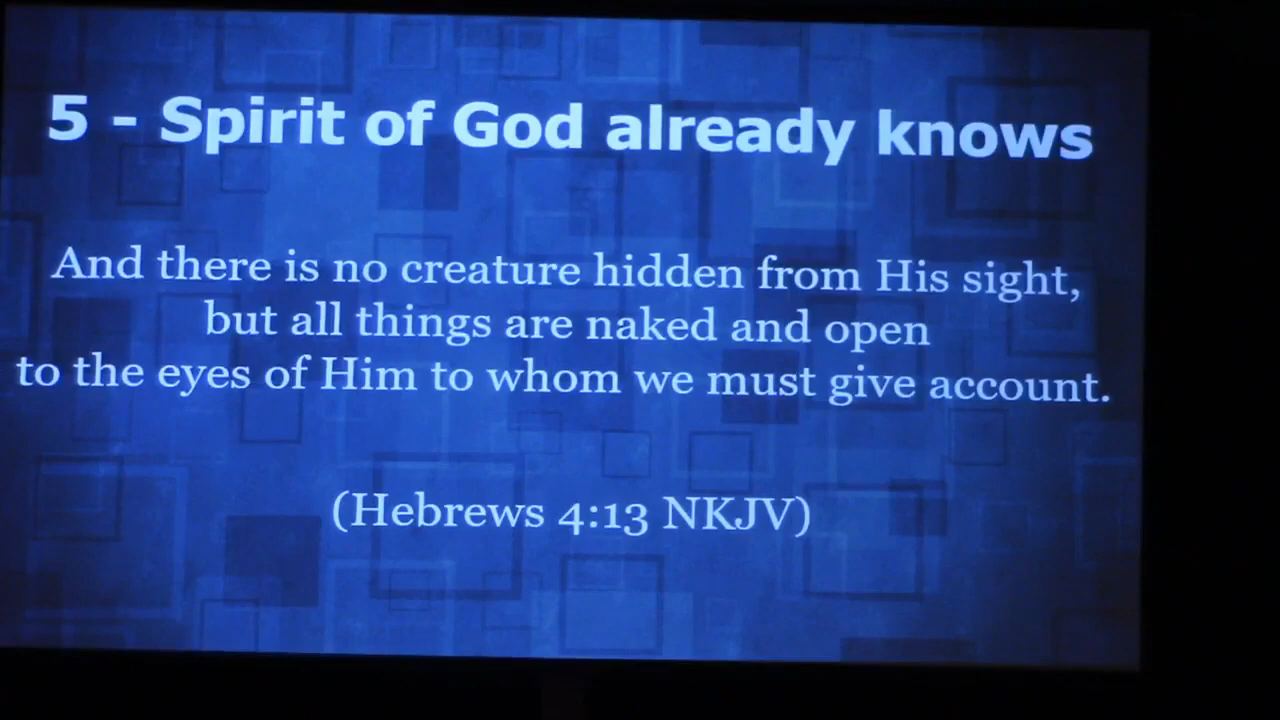 5 - Spirit of God already knows
And there is no creature hidden from His sight,
but all things are naked and open
to the eyes of Him to whom we must give account.
(Hebrews 4:13 NKJV)